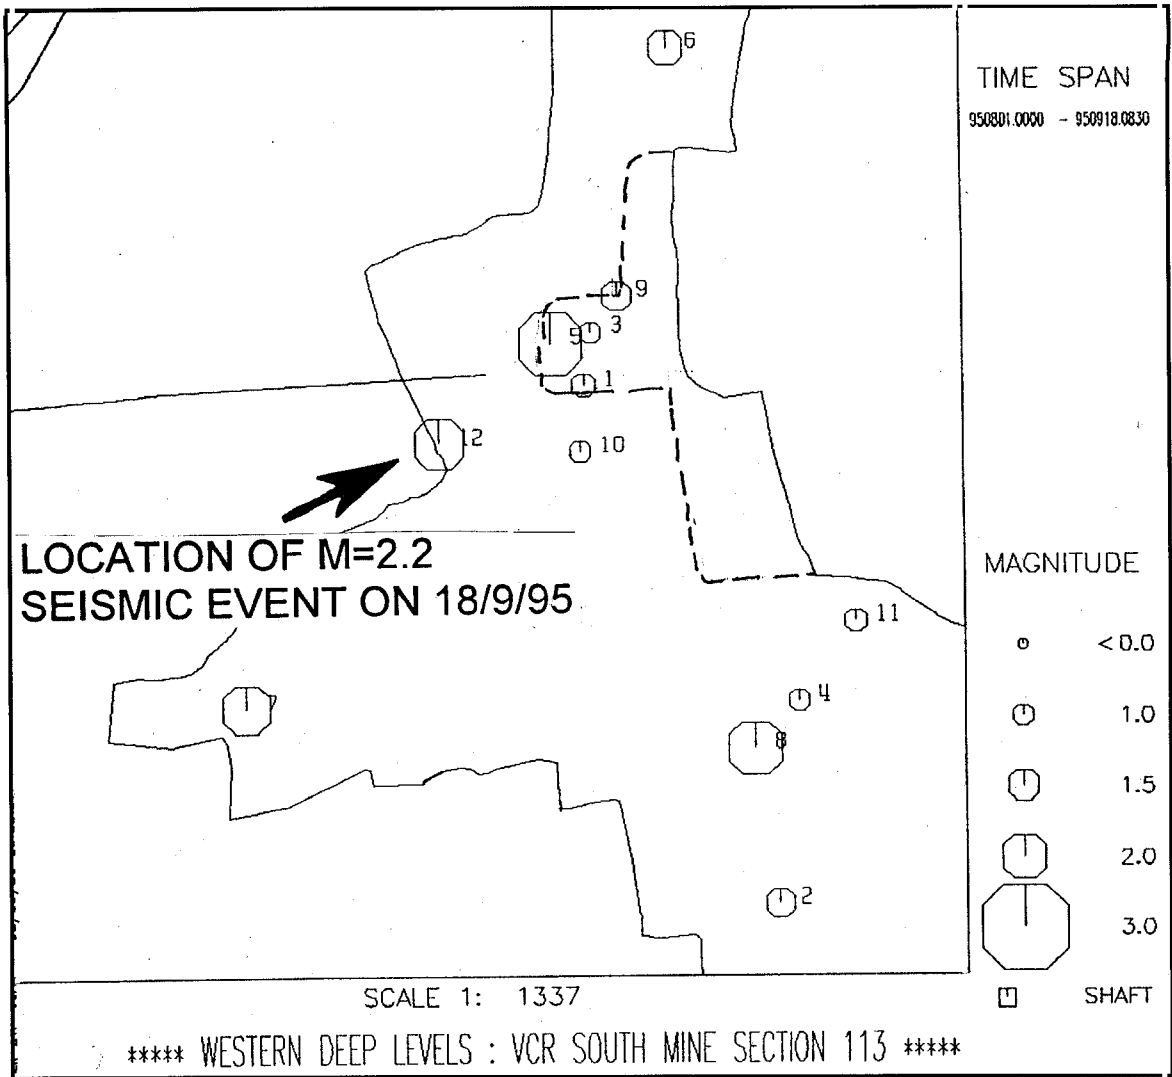 6
TIME SPAN
950801.0000 - 950918.0830
9
3
5
1
12
10
LOCATION OF M=2.2
SEISMIC EVENT ON 18/9/95
MAGNITUDE
11
< 0.0
4
1.0
7
8
1.5
2.0
2
3.0
SCALE 1: 1337
SHAFT
***** WESTERN DEEP LEVELS : VCR SOUTH MINE SECTION 113 *****